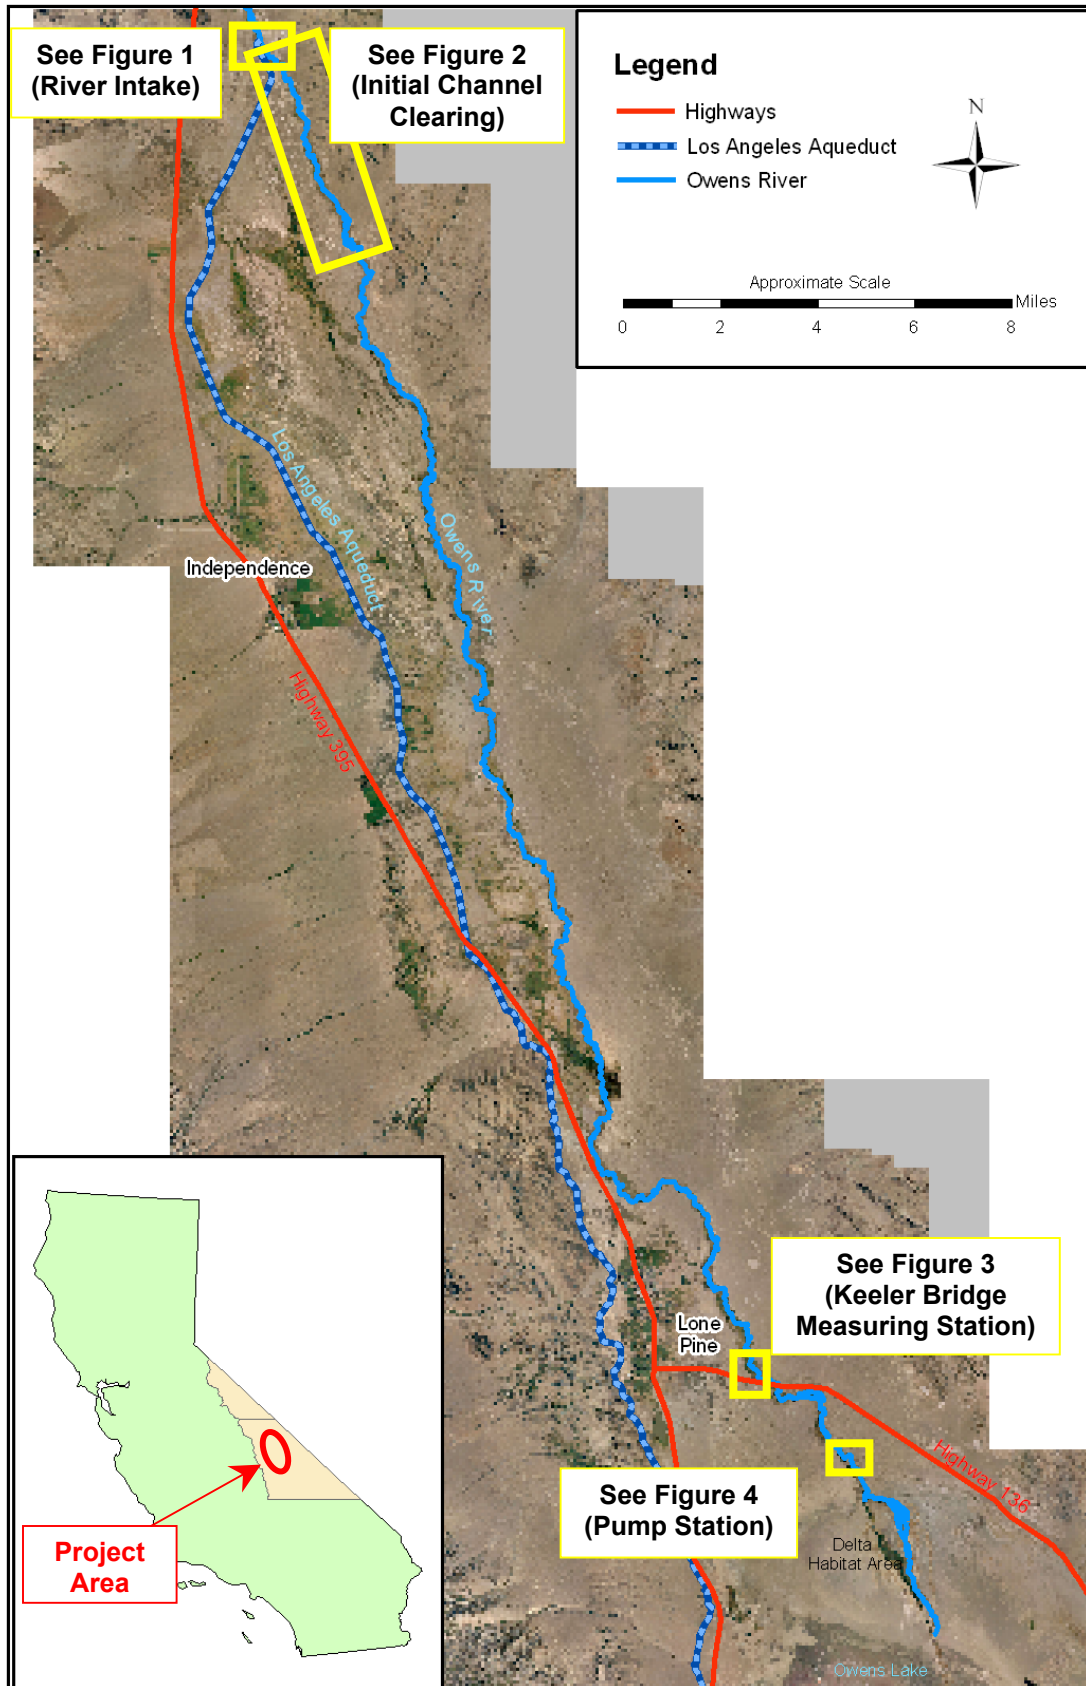 See Figure 1
(River Intake)
See Figure 2
(Initial Channel
Clearing)
Legend
Highways
Los Angeles Aqueduct
Owens River
N
Approximate Scale
Miles
0 2 4 6 8
Los Angeles Aqueduct
Owens River
Independence
Highway 395
See Figure 3
(Keeler Bridge
Measuring Station)
Lone
Pine
Highway 136
See Figure 4
(Pump Station)
Delta
Habitat Area
Owens Lake
Project
Area